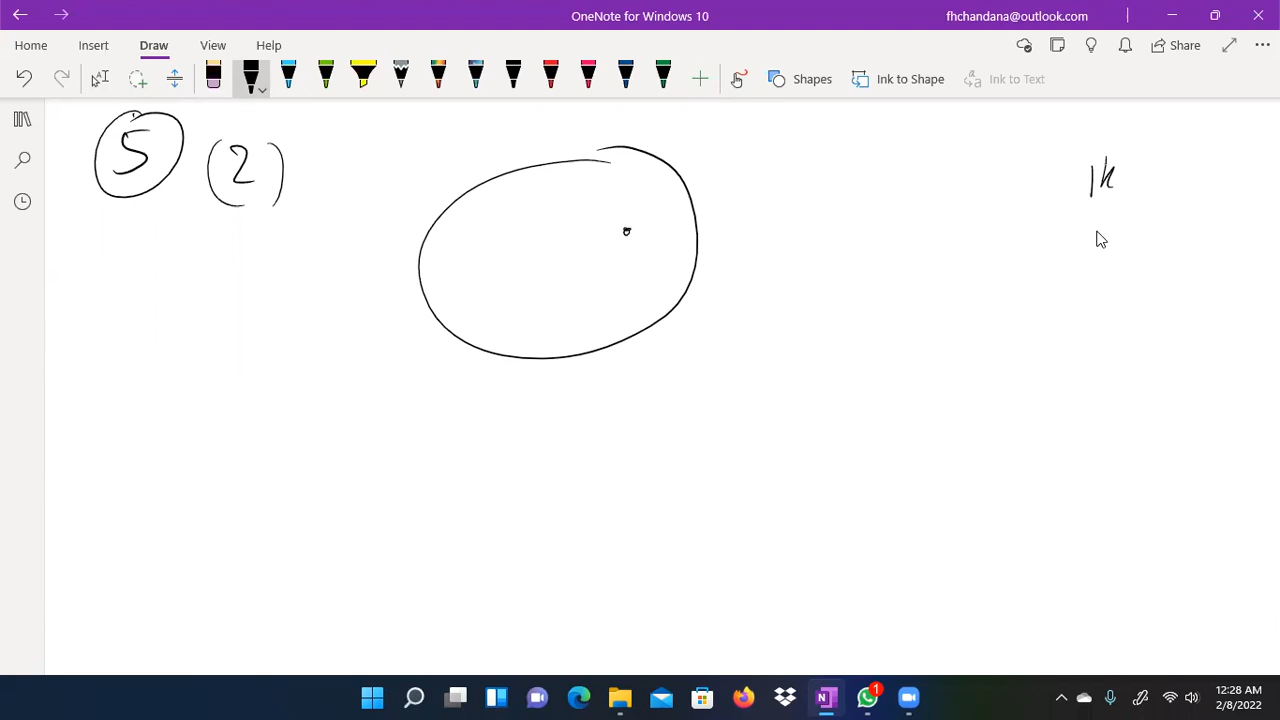 OneNote for Windows 10
fhchandana@outlook.com
Home Insert Draw View Help
Share
Shapes Ink to Shape Ink to Text
5 (2)
1k
1
12:28 AM
2/8/2022